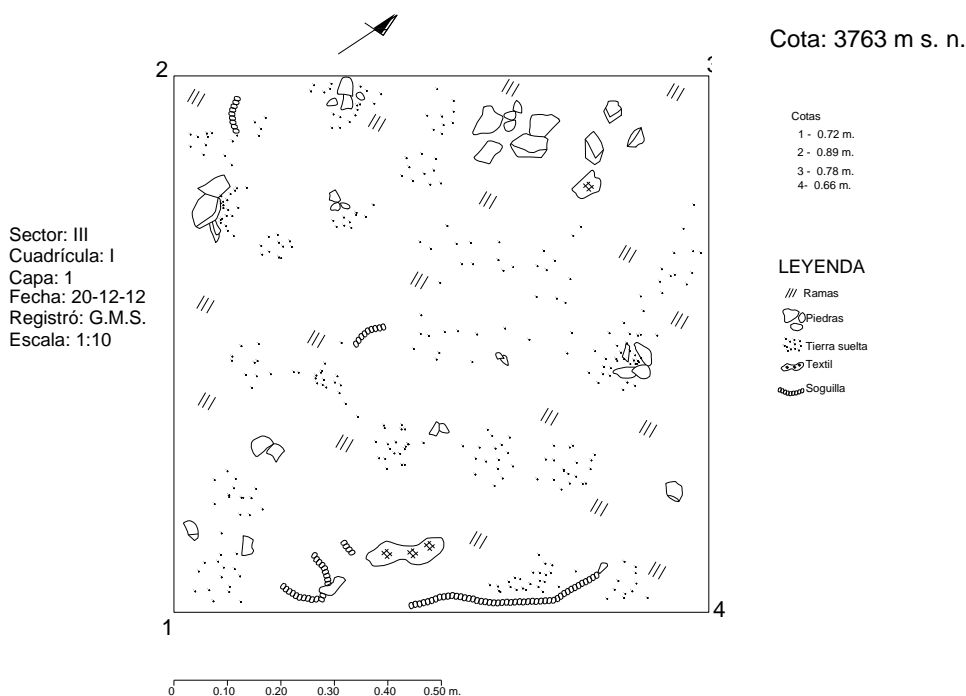 Cota: 3763 m s. n.
2
Cotas
1 - 0.72 m.
2 - 0.89 m.
3 - 0.78 m.
4- 0.66 m.
Sector: III
Cuadrícula: I
Capa: 1
Fecha: 20-12-12
Registró: G.M.S.
Escala: 1:10
LEYENDA
Ramas
Piedras
Tierra suelta
Textil
Soguilla
1
4
0 0.10 0.20 0.30 0.40 0.50 m.